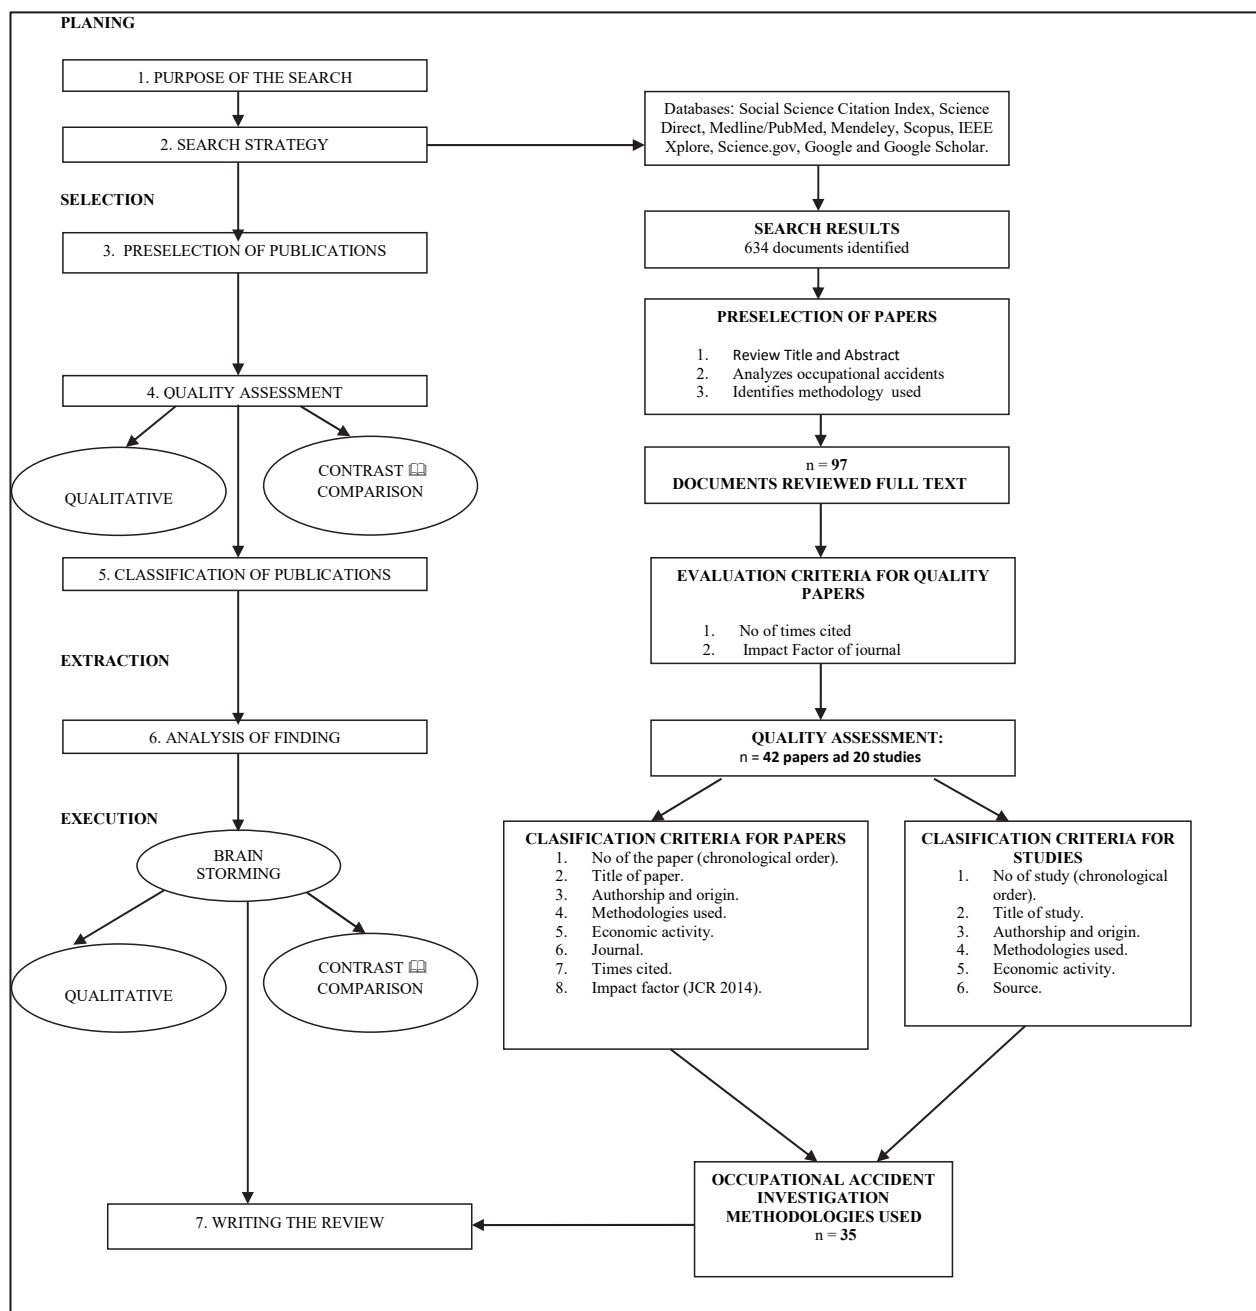 PLANING
1. PURPOSE OF THE SEARCH
2. SEARCH STRATEGY
SELECTION
3. PRESELECTION OF PUBLICATIONS
4. QUALITY ASSESSMENT
QUALITATIVE
CONTRAST 🕮
COMPARISON
5. CLASSIFICATION OF PUBLICATIONS
EXTRACTION
6. ANALYSIS OF FINDING
EXECUTION
BRAIN
STORMING
QUALITATIVE
CONTRAST 🕮
COMPARISON
7. WRITING THE REVIEW
Databases: Social Science Citation Index, Science
Direct, Medline/PubMed, Mendeley, Scopus, IEEE
Xplore, Science.gov, Google and Google Scholar.
SEARCH RESULTS
634 documents identified
PRESELECTION OF PAPERS
1. Review Title and Abstract
2. Analyzes occupational accidents
3. Identifies methodology used
n = 97
DOCUMENTS REVIEWED FULL TEXT
EVALUATION CRITERIA FOR QUALITY
PAPERS
1. No of times cited
2. Impact Factor of journal
QUALITY ASSESSMENT:
n = 42 papers ad 20 studies
CLASIFICATION CRITERIA FOR PAPERS
1. No of the paper (chronological order).
2. Title of paper.
3. Authorship and origin.
4. Methodologies used.
5. Economic activity.
6. Journal.
7. Times cited.
8. Impact factor (JCR 2014).
CLASIFICATION CRITERIA FOR
STUDIES
1. No of study (chronological
order).
2. Title of study.
3. Authorship and origin.
4. Methodologies used.
5. Economic activity.
6. Source.
OCCUPATIONAL ACCIDENT
INVESTIGATION
METHODOLOGIES USED
n = 35